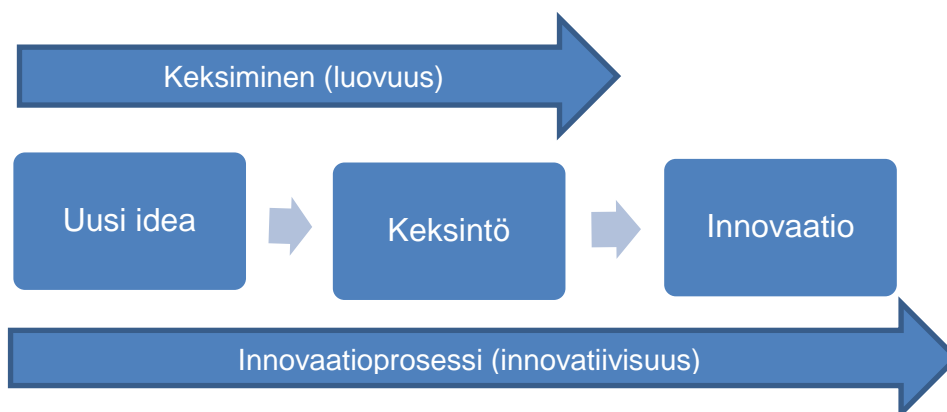 Keksiminen (luovuus)
Uusi idea
Keksintö
Innovaatio
Innovaatioprosessi (innovatiivisuus)